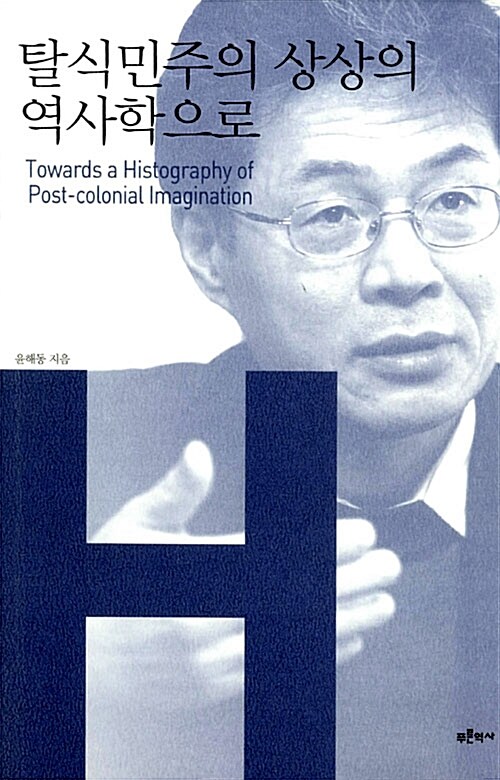 탈식민주의 상상의
역사학으로
Towards a Histography of
Post-colonial Imagination
윤해동 지음
H
푸른역사